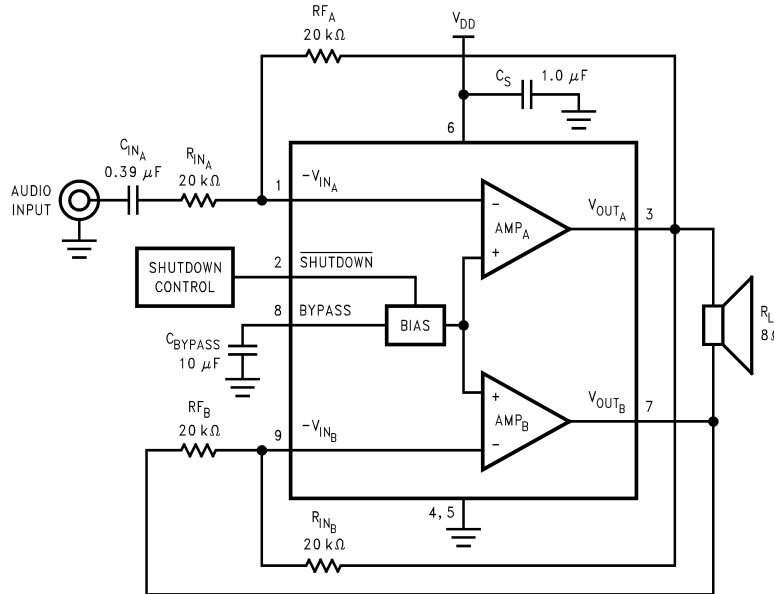 RF_A
20 kΩ
V_DD
C_S 1.0 μF
6
C_IN_A
0.39 μF
R_IN_A
20 kΩ
AUDIO
INPUT
1
-V_IN_A
-
AMP_A
+
V_OUT_A
3
SHUTDOWN
CONTROL
2
SHUTDOWN
8
BYPASS
BIAS
C_BYPASS
10 μF
R_L
8Ω
RF_B
20 kΩ
9
-V_IN_B
+
AMP_B
-
V_OUT_B
7
4, 5
R_IN_B
20 kΩ